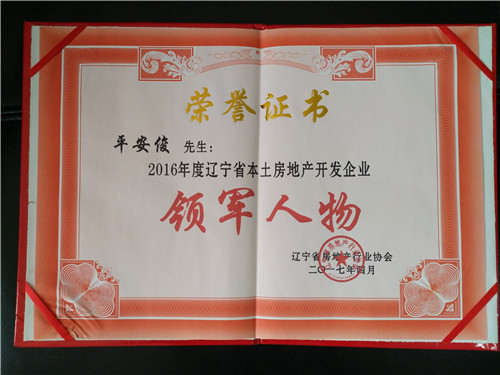 荣誉证书
平安俊 先生：
2016年度辽宁省本土房地产开发企业
领军人物
辽宁省房地产行业协会
二〇一七年四月